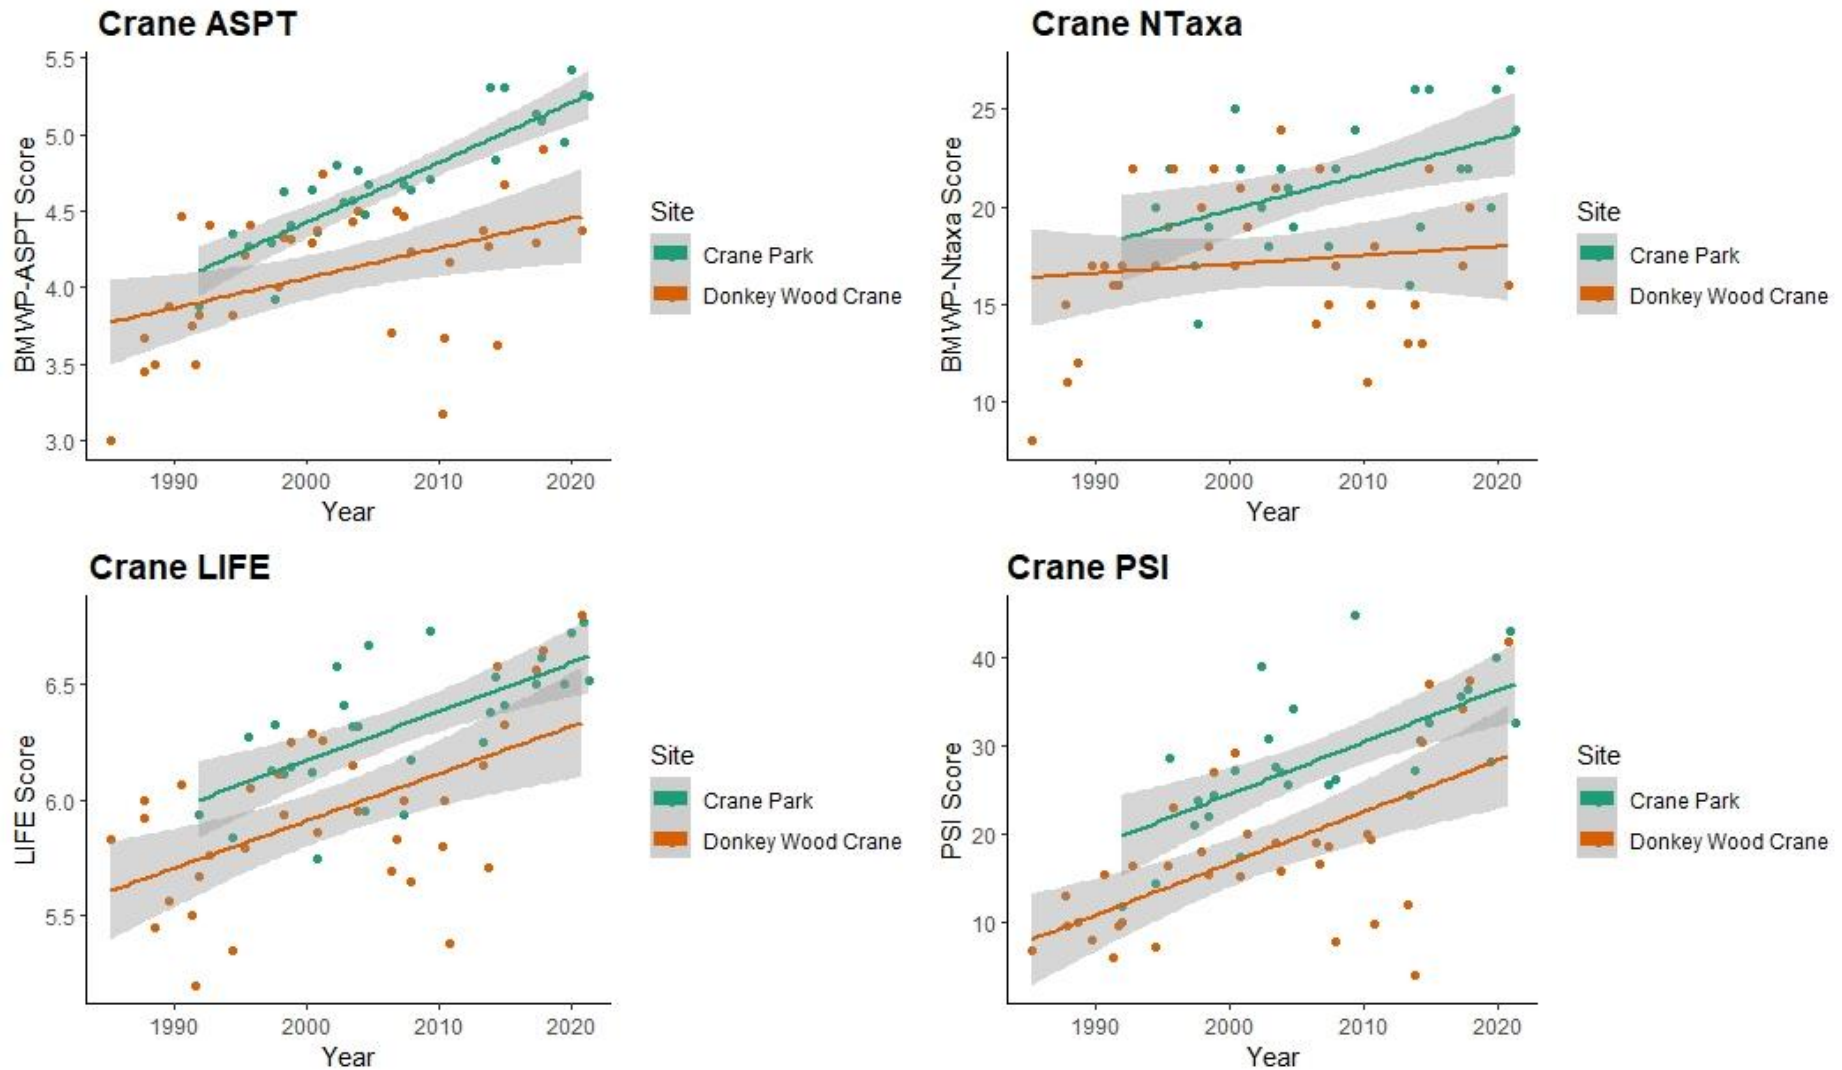 Crane ASPT
5.5
5.0
4.5
4.0
3.5
3.0
BMWP-ASPT Score
1990 2000 2010 2020
Year
Site
Crane Park
Donkey Wood Crane
Crane NTaxa
25
20
15
10
BMWP-Ntaxa Score
1990 2000 2010 2020
Year
Site
Crane Park
Donkey Wood Crane
Crane LIFE
6.5
6.0
5.5
LIFE Score
1990 2000 2010 2020
Year
Site
Crane Park
Donkey Wood Crane
Crane PSI
40
30
20
10
PSI Score
1990 2000 2010 2020
Year
Site
Crane Park
Donkey Wood Crane